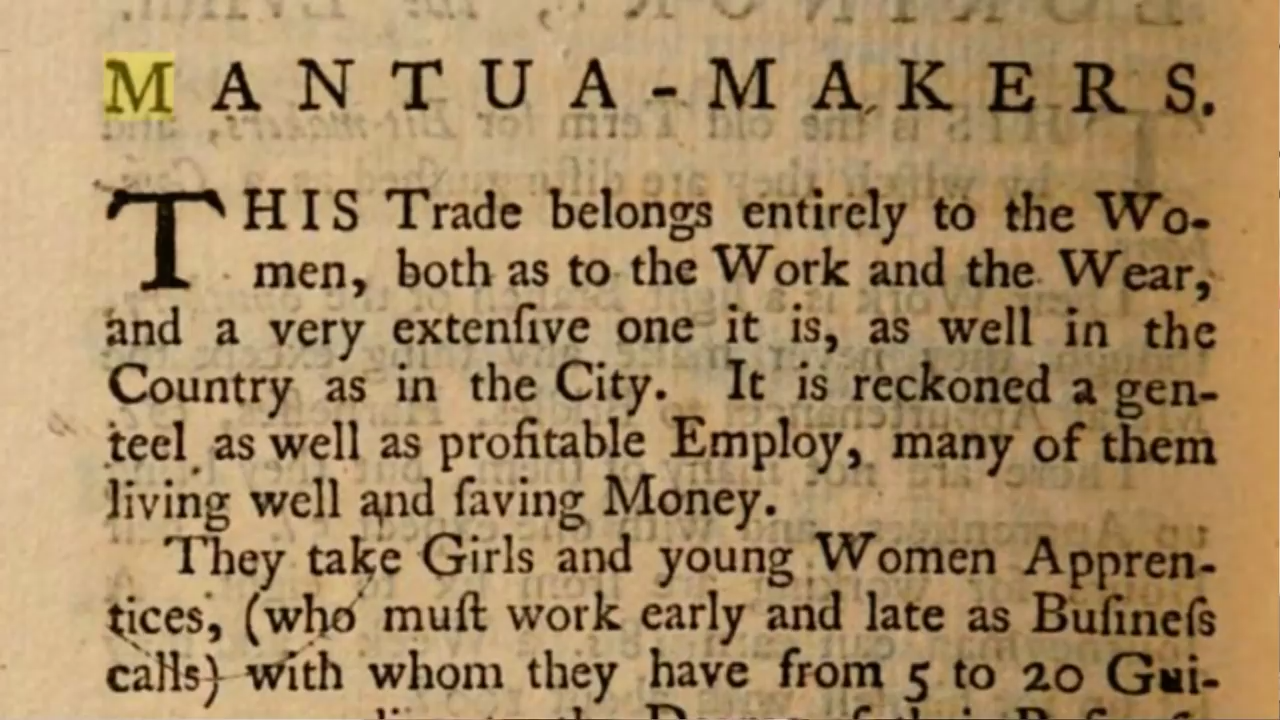 MANTUA-MAKERS.
THIS Trade belongs entirely to the Wo-
men, both as to the Work and the Wear,
and a very extenſive one it is, as well in the
Country as in the City. It is reckoned a gen-
teel as well as profitable Employ, many of them
living well and ſaving Money.
They take Girls and young Women Appren-
tices, (who muſt work early and late as Buſineſs
calls) with whom they have from 5 to 20 Gui-